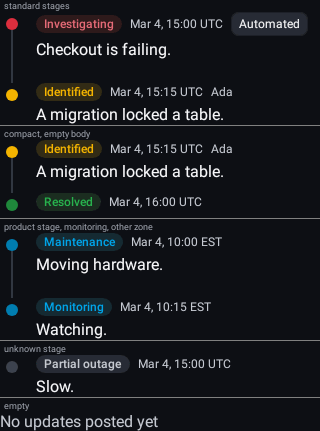 standard stages
Investigating Mar 4, 15:00 UTC Automated
Checkout is failing.
Identified Mar 4, 15:15 UTC Ada
A migration locked a table.
compact, empty body
Identified Mar 4, 15:15 UTC Ada
A migration locked a table.
Resolved Mar 4, 16:00 UTC
product stage, monitoring, other zone
Maintenance Mar 4, 10:00 EST
Moving hardware.
Monitoring Mar 4, 10:15 EST
Watching.
unknown stage
Partial outage Mar 4, 15:00 UTC
Slow.
empty
No updates posted yet